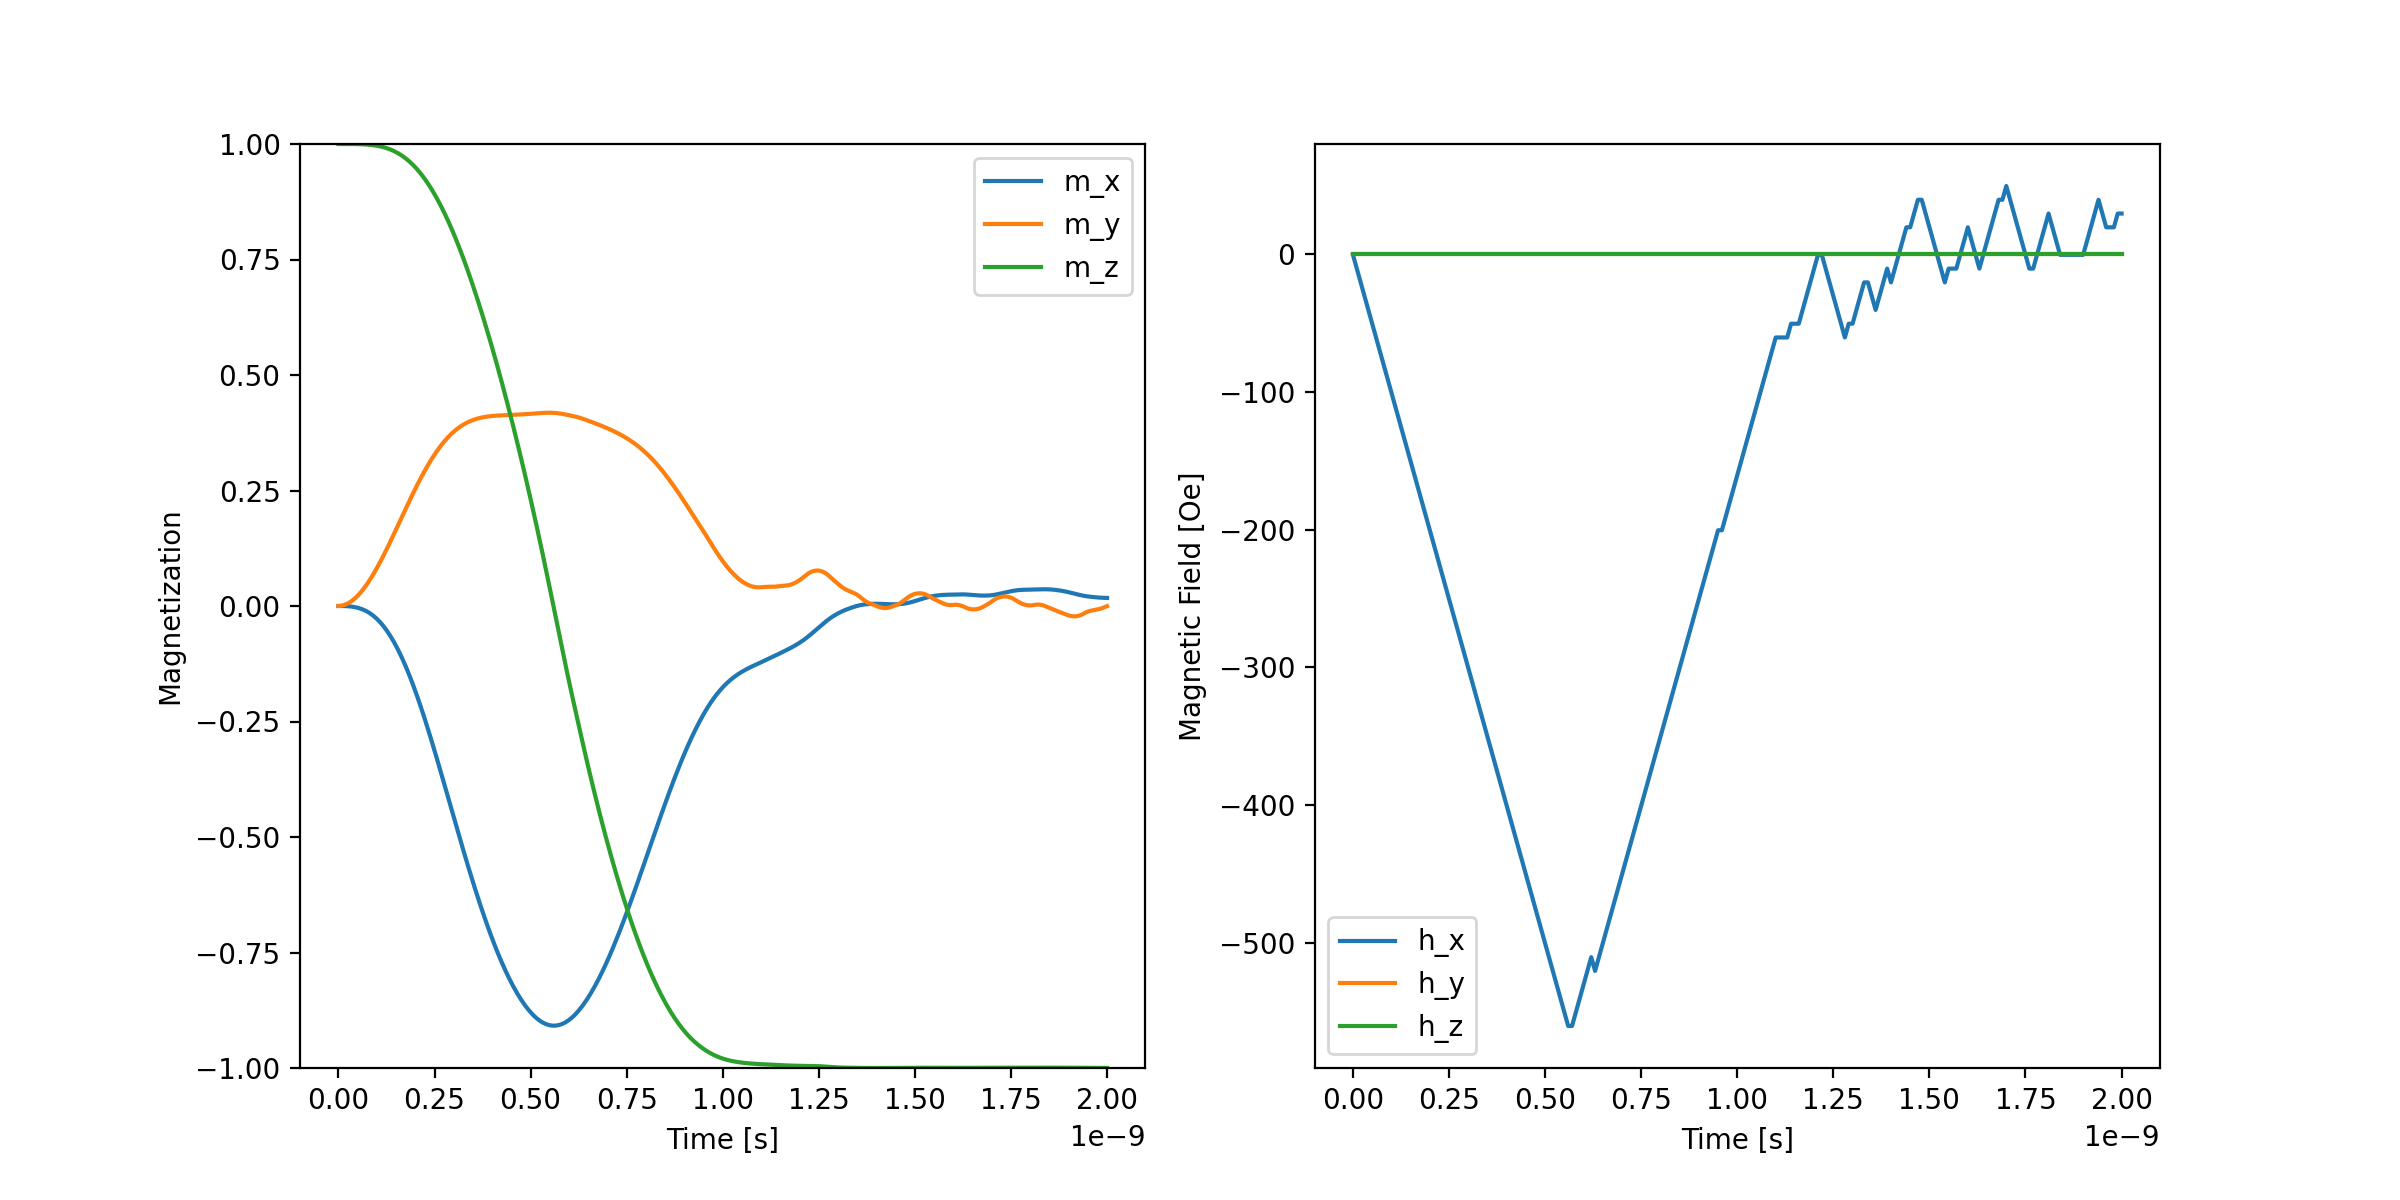 1.00
0.75
0.50
0.25
0.00
−0.25
−0.50
−0.75
−1.00
Magnetization
m_x
m_y
m_z
0.00 0.25 0.50 0.75 1.00 1.25 1.50 1.75 2.00
Time [s]
1e−9
0
−100
−200
−300
−400
−500
Magnetic Field [Oe]
h_x
h_y
h_z
0.00 0.25 0.50 0.75 1.00 1.25 1.50 1.75 2.00
Time [s]
1e−9